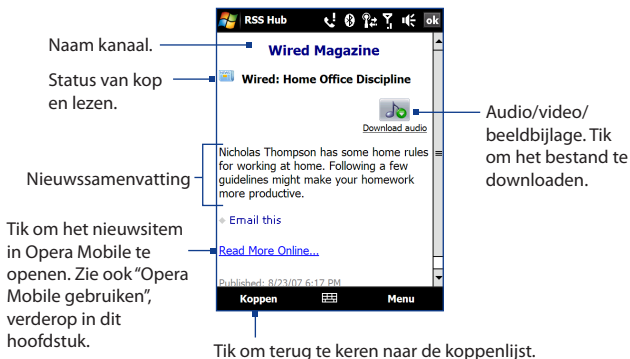 RSS Hub
ok
Naam kanaal.
Wired Magazine
Status van kop
en lezen.
Wired: Home Office Discipline
Download audio
Audio/video/
beeldbijlage. Tik
om het bestand te
downloaden.
Nieuwssamenvatting
Nicholas Thompson has some home rules
for working at home. Following a few
guidelines might make your homework
more productive.
Email this
Tik om het nieuwsitem
in Opera Mobile te
openen. Zie ook “Opera
Mobile gebruiken”,
verderop in dit
hoofdstuk.
Read More Online...
Published: 8/23/07 6:17 PM
Koppen
Menu
Tik om terug te keren naar de koppenlijst.